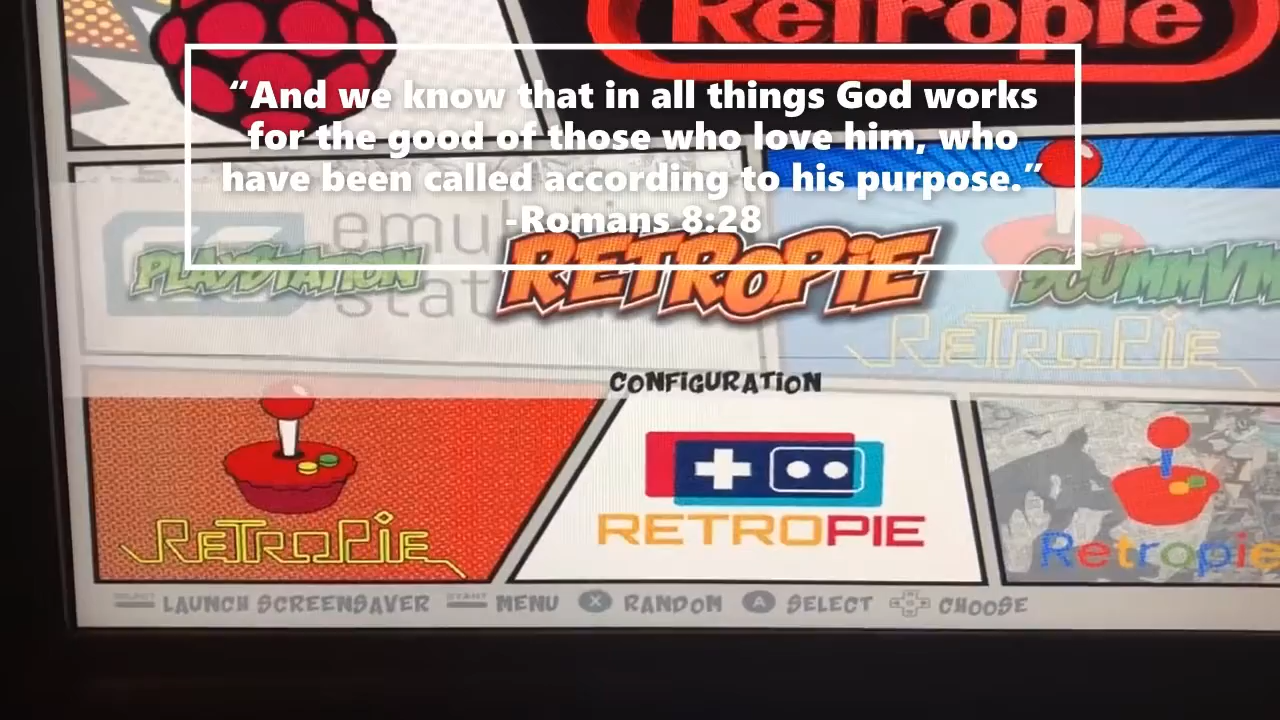 Retropie
“And we know that in all things God works
for the good of those who love him, who
have been called according to his purpose.”
-Romans 8:28
PLAYSTATION
RETROPIE
SCUMMVM
RETROPIE
CONFIGURATION
RETROPIE
RETROPIE
Retropie
SELECT LAUNCH SCREENSAVER START MENU X RANDOM A SELECT CHOOSE